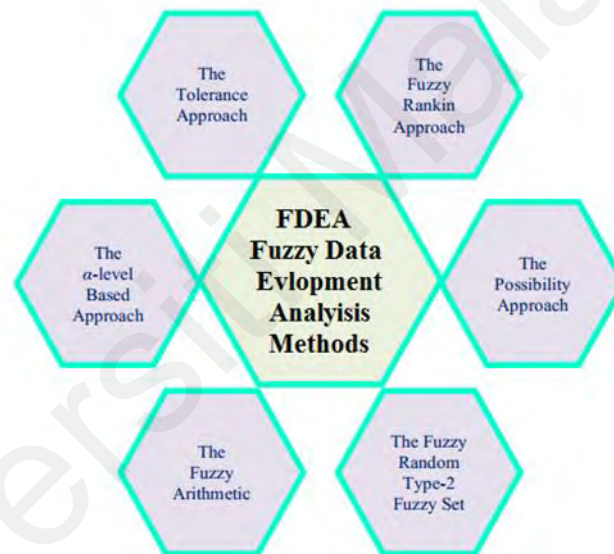 The
Tolerance
Approach
The
Fuzzy
Rankin
Approach
The
α-level
Based
Approach
FDEA
Fuzzy Data
Evlopment
Analyisis
Methods
The
Possibility
Approach
The
Fuzzy
Arithmetic
The Fuzzy
Random
Type-2
Fuzzy Set